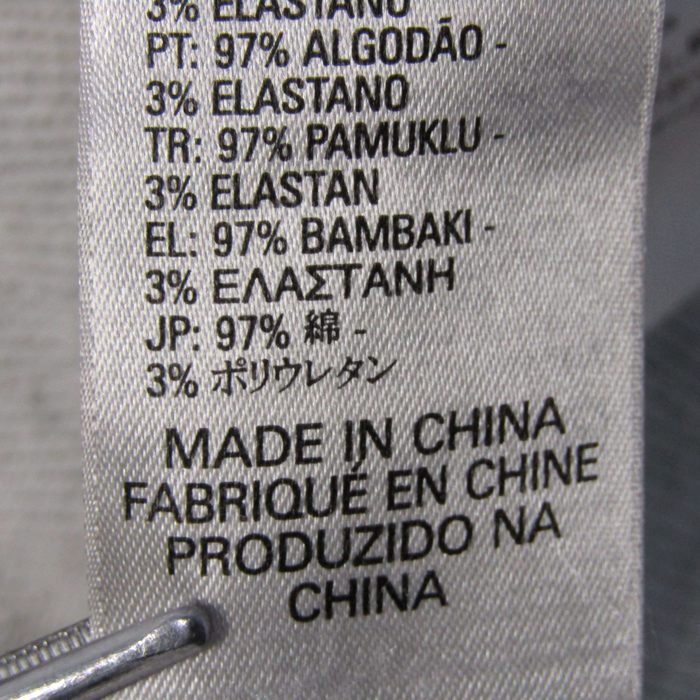 3% ELASTANO
PT: 97% ALGODÃO -
3% ELASTANO
TR: 97% PAMUKLU -
3% ELASTAN
EL: 97% BAMBAKI -
3% ΕΛΑΣΤΑΝΗ
JP: 97% 綿 -
3% ポリウレタン
MADE IN CHINA
FABRIQUÉ EN CHINE
PRODUZIDO NA
CHINA